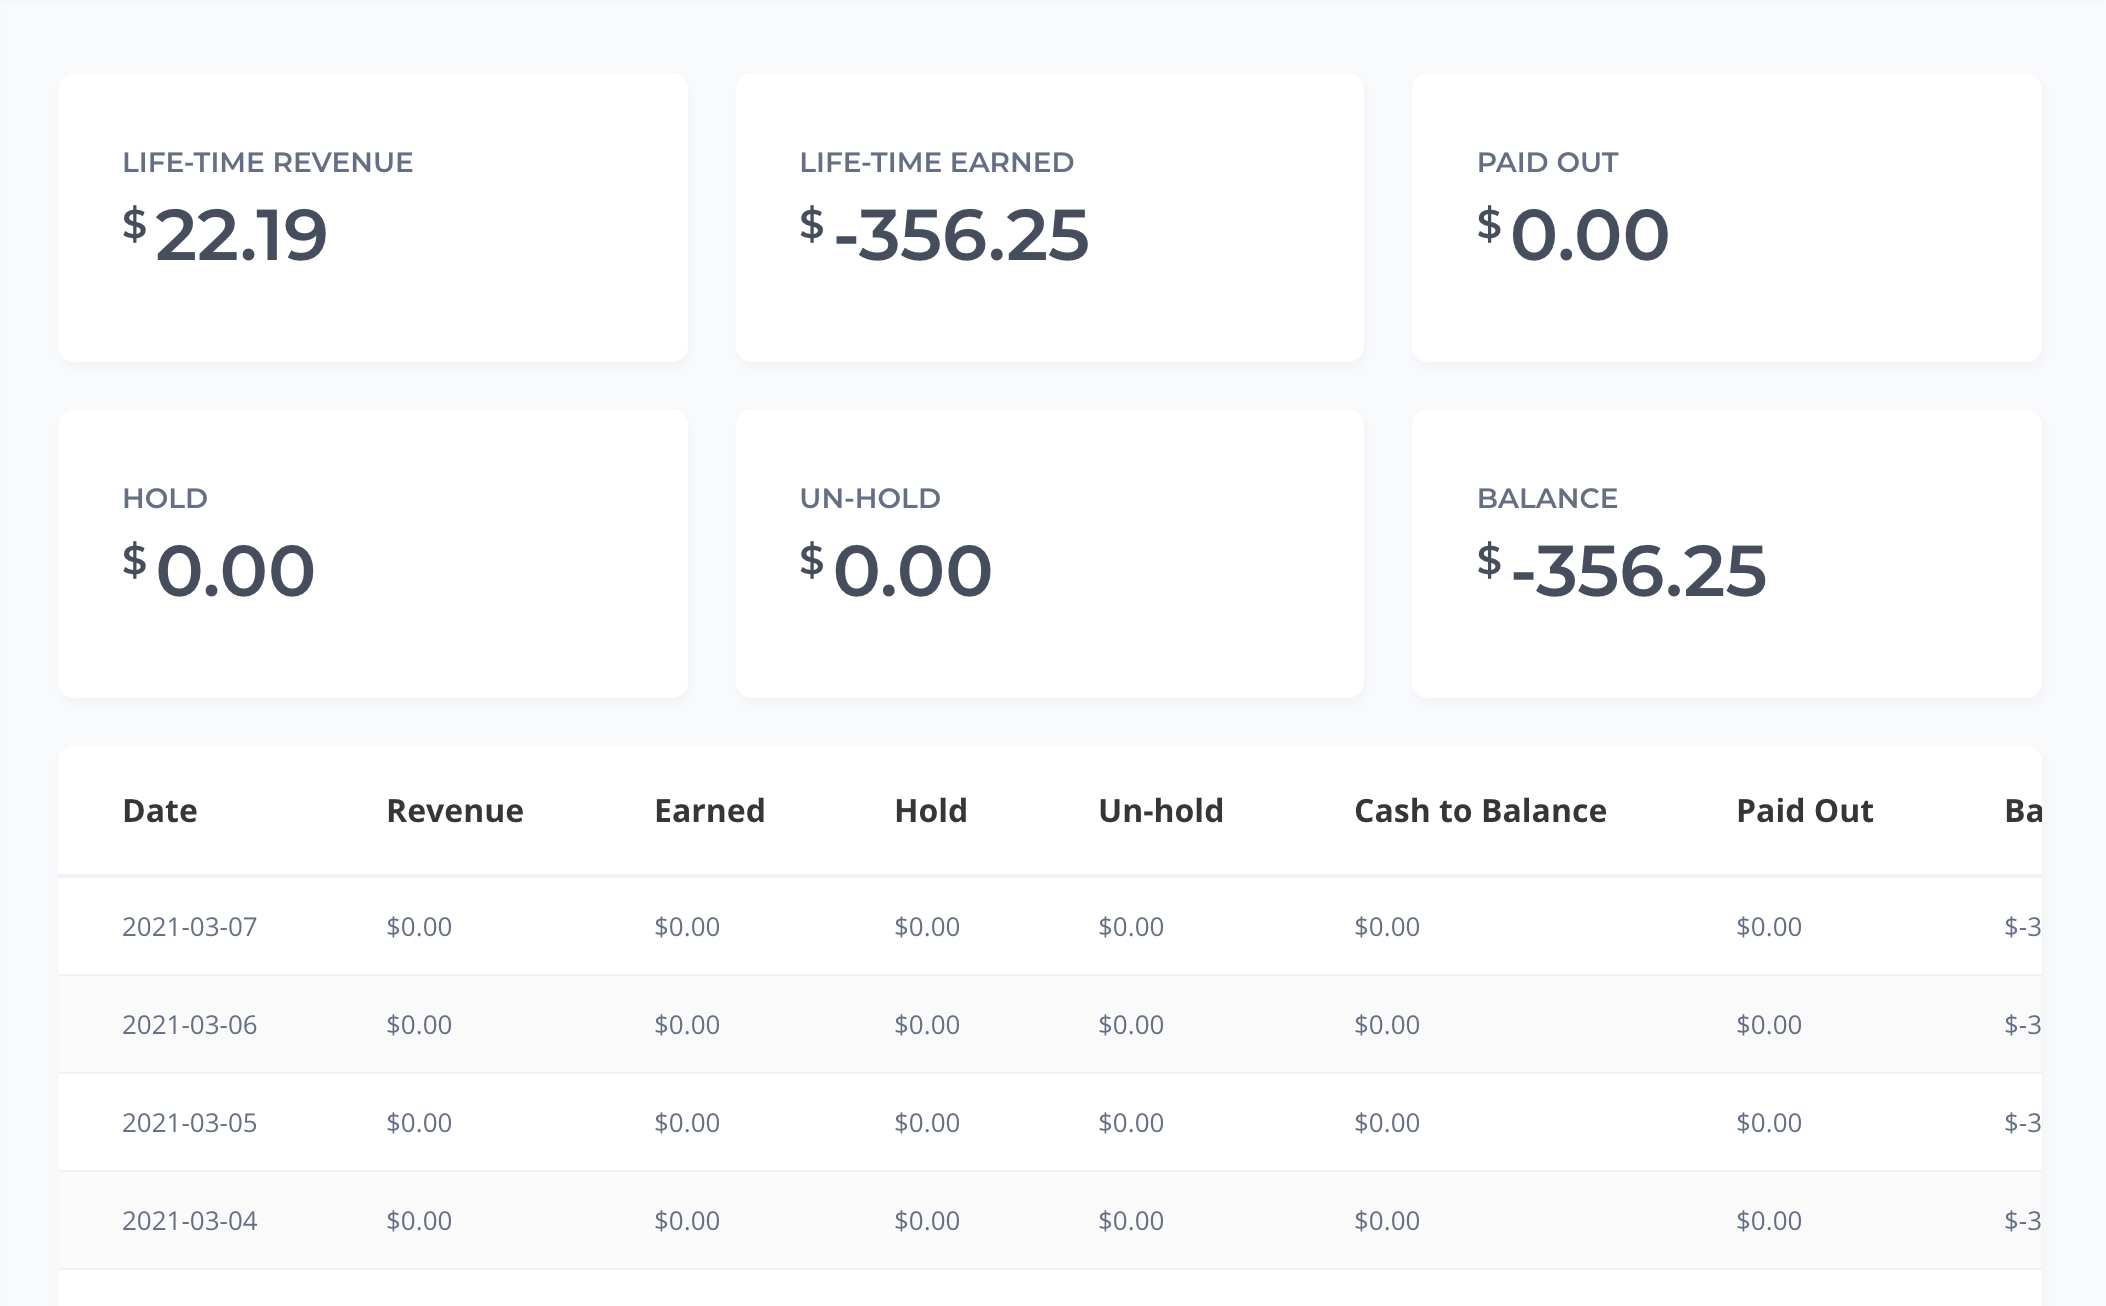 LIFE-TIME REVENUE LIFE-TIME EARNED PAID OUT
$22.19 $-356.25 $0.00
HOLD UN-HOLD BALANCE
$0.00 $0.00 $-356.25
Date Revenue Earned Hold Un-hold Cash to Balance Paid Out Ba
2021-03-07 $0.00 $0.00 $0.00 $0.00 $0.00 $0.00 $-3
2021-03-06 $0.00 $0.00 $0.00 $0.00 $0.00 $0.00 $-3
2021-03-05 $0.00 $0.00 $0.00 $0.00 $0.00 $0.00 $-3
2021-03-04 $0.00 $0.00 $0.00 $0.00 $0.00 $0.00 $-3